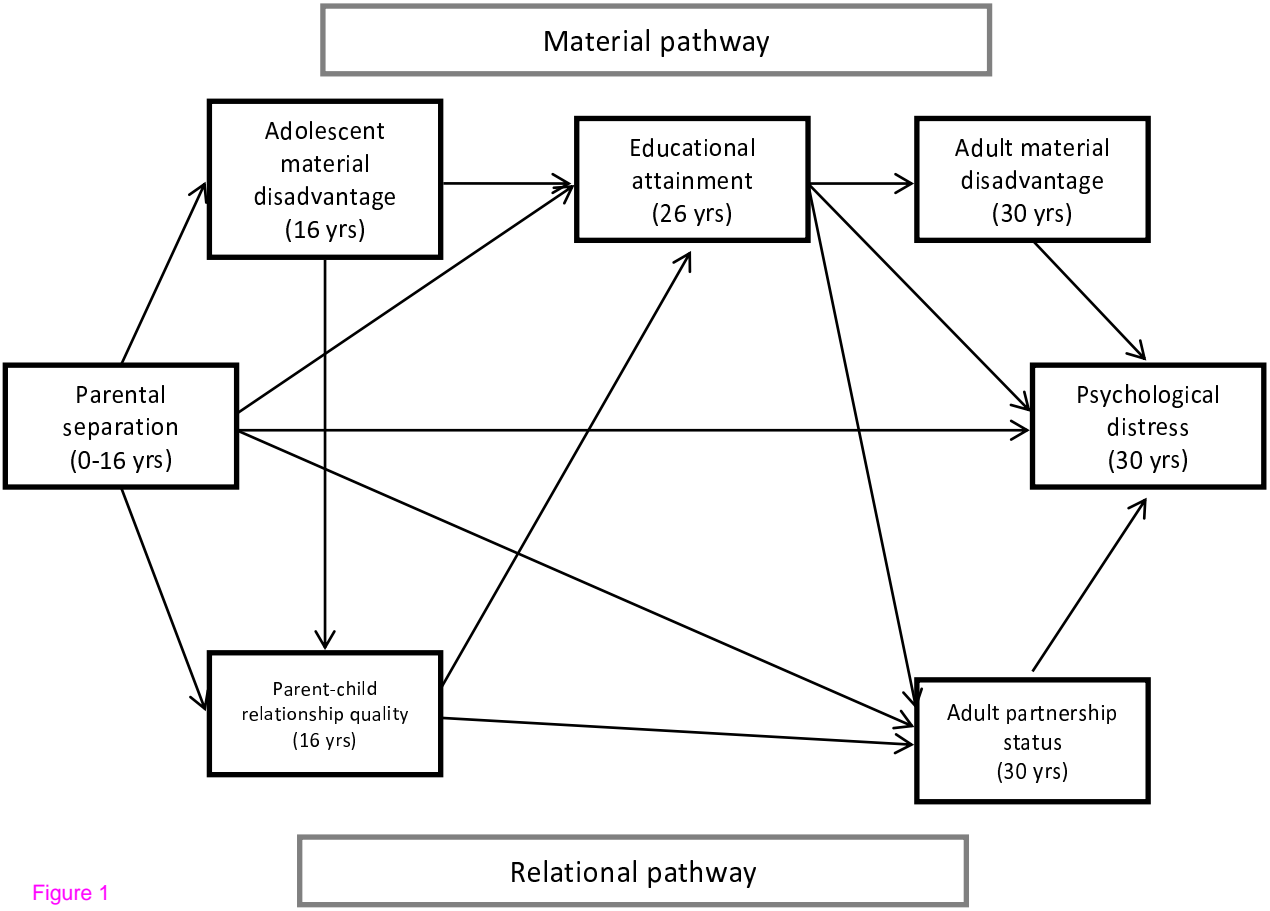 Material pathway
Adolescent
material
disadvantage
(16 yrs)
Educational
attainment
(26 yrs)
Adult material
disadvantage
(30 yrs)
Parental
separation
(0-16 yrs)
Psychological
distress
(30 yrs)
Parent-child
relationship quality
(16 yrs)
Adult partnership
status
(30 yrs)
Relational pathway
Figure 1